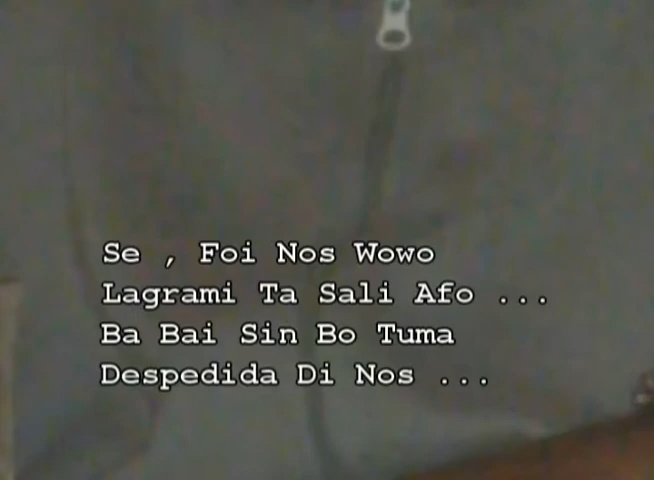 Se , Foi Nos Wowo
Lagrami Ta Sali Afo ...
Ba Bai Sin Bo Tuma
Despedida Di Nos ...